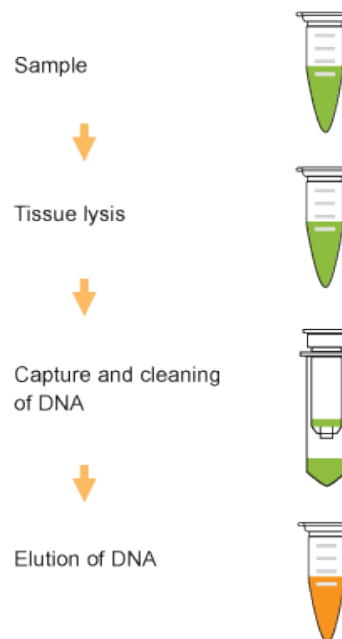 Sample
Tissue lysis
Capture and cleaning
of DNA
Elution of DNA